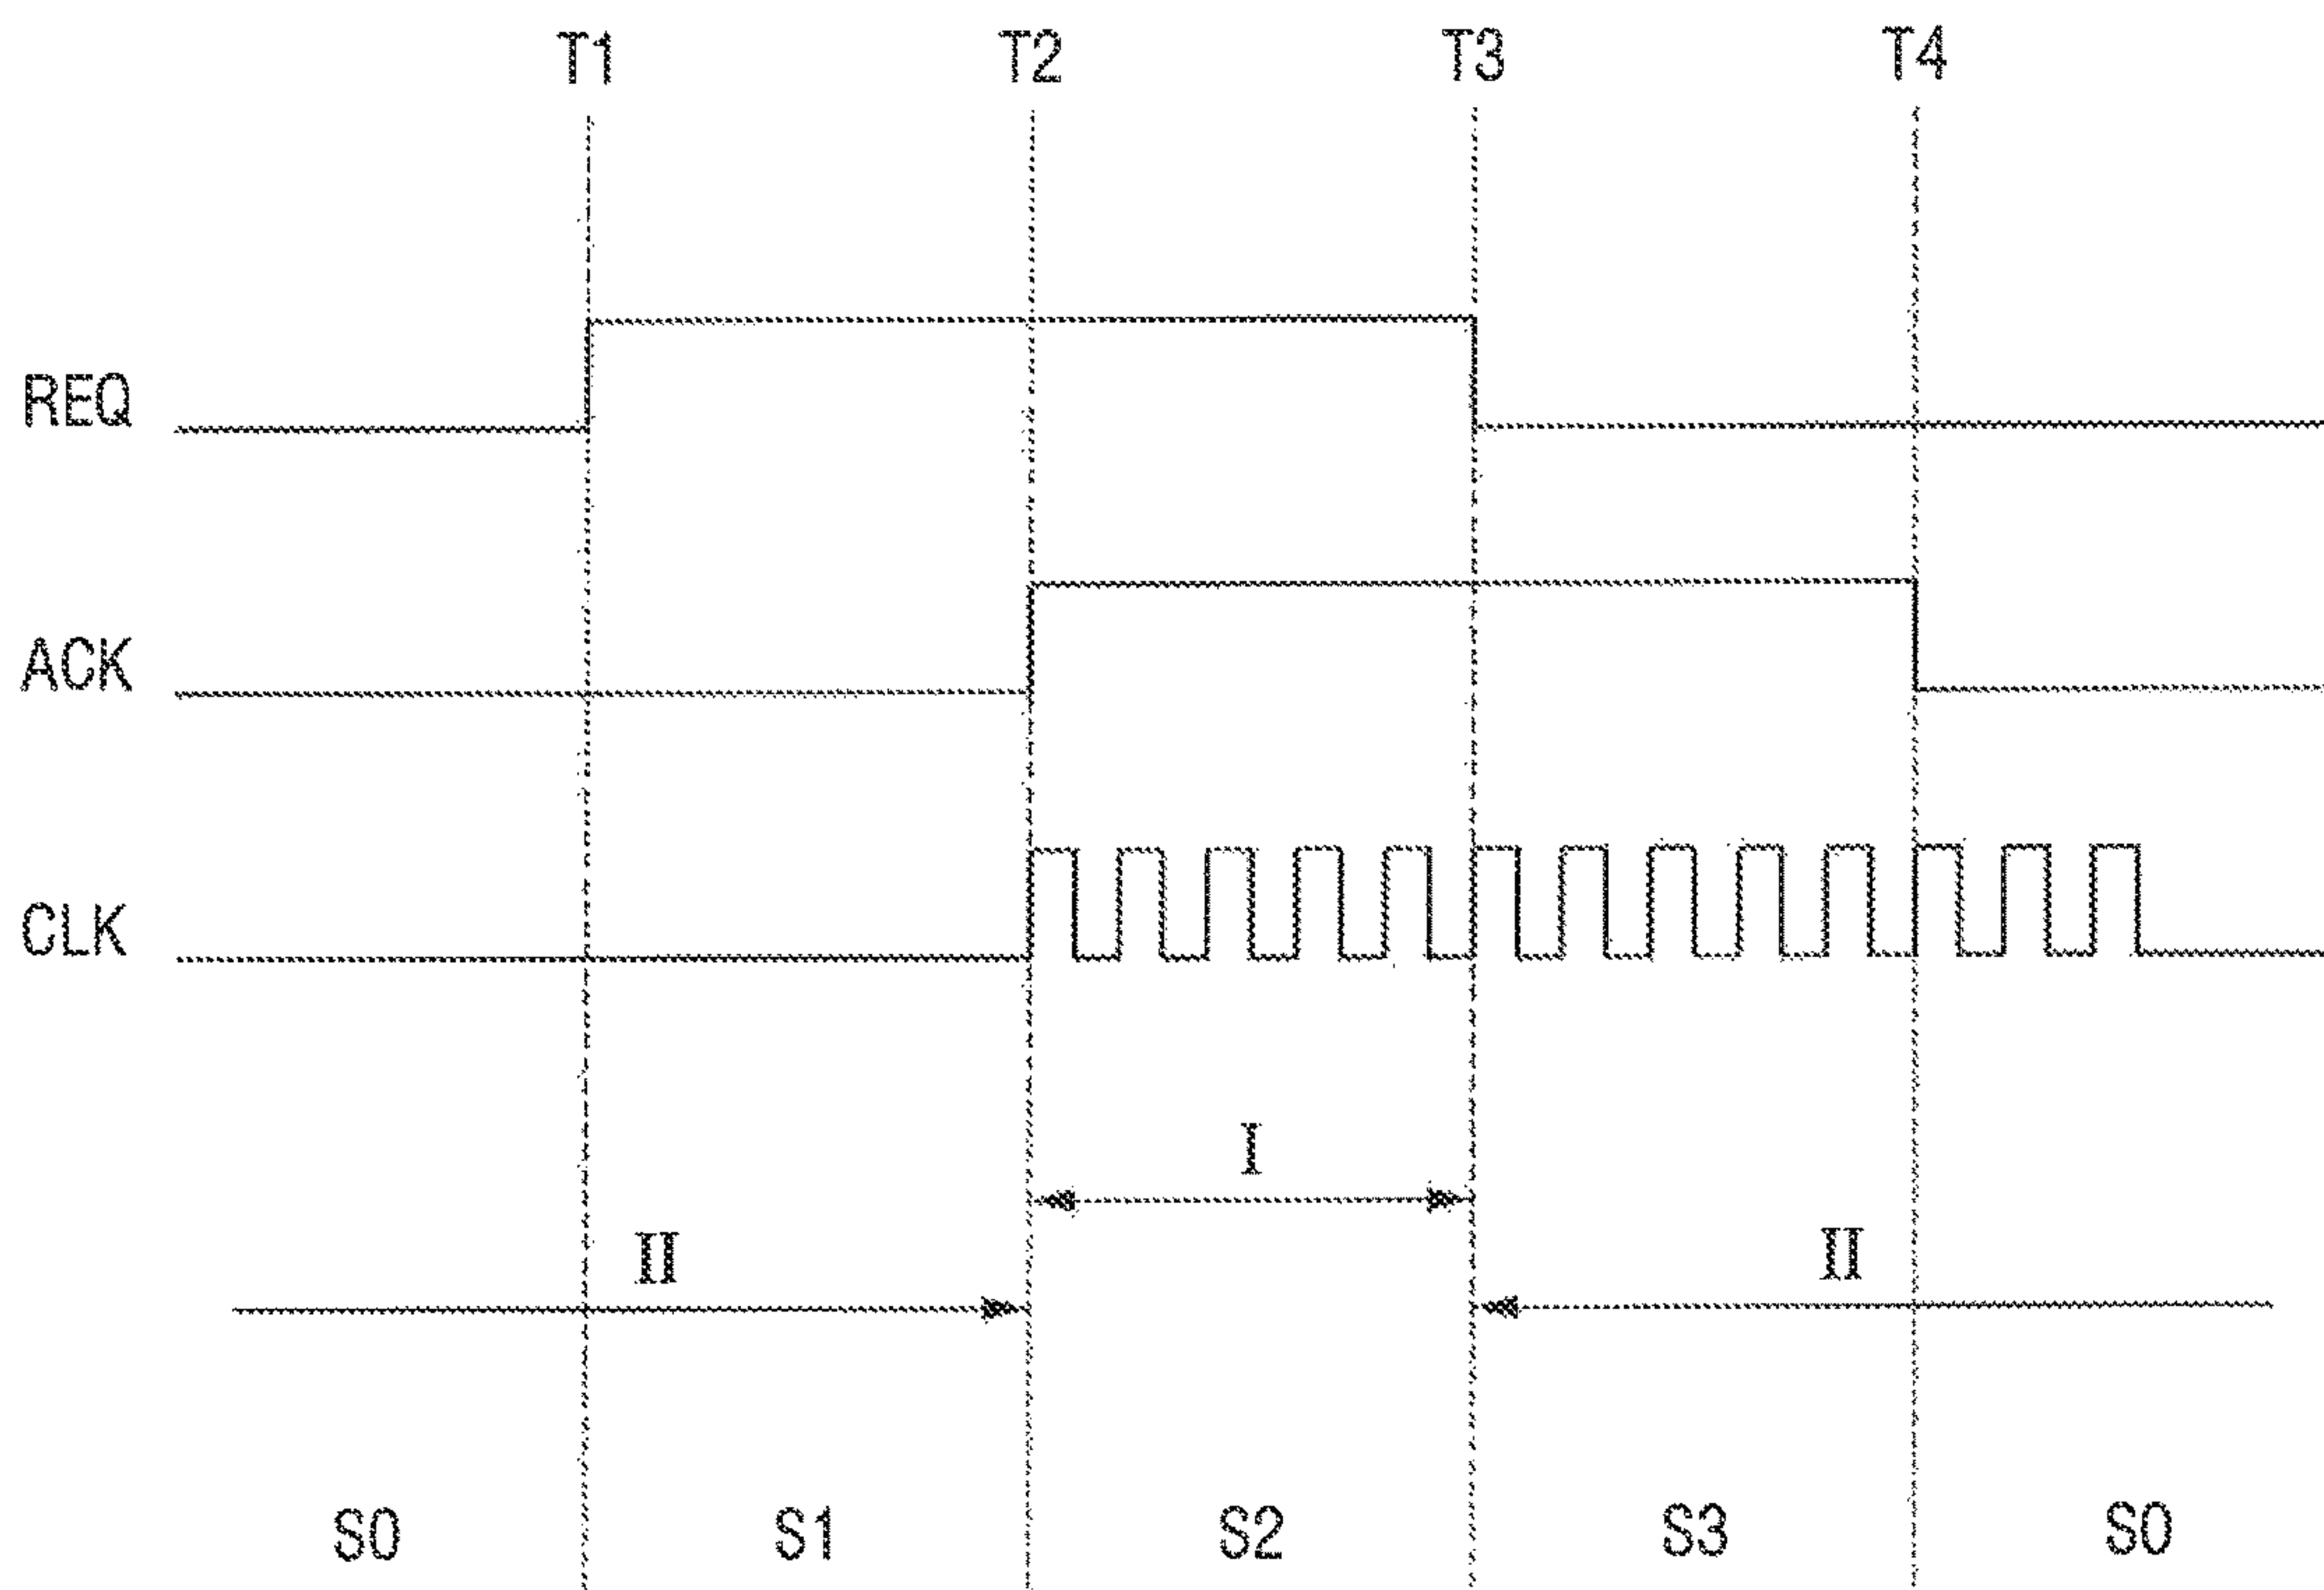 T1 T2 T3 T4
REQ
ACK
CLK
I
II II
S0 S1 S2 S3 S0